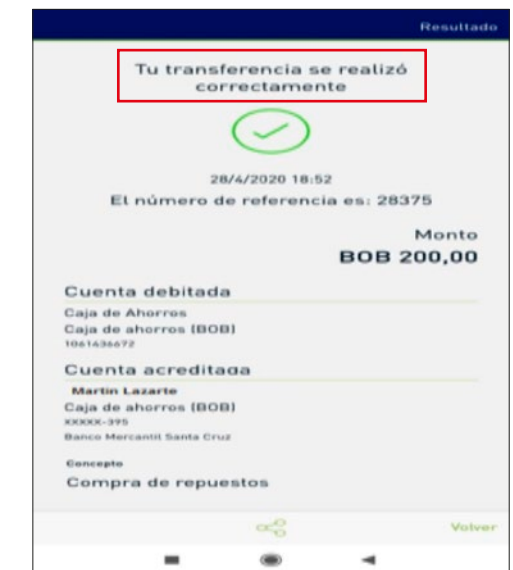 Resultado
Tu transferencia se realizó
correctamente
28/4/2020 18:52
El número de referencia es: 28375
Monto
BOB 200,00
Cuenta debitada
Caja de Ahorros
Caja de ahorros (BOB)
1061436672
Cuenta acreditada
Martin Lazarte
Caja de ahorros (BOB)
XXXXX-395
Banco Mercantil Santa Cruz
Concepto
Compra de repuestos
Volver